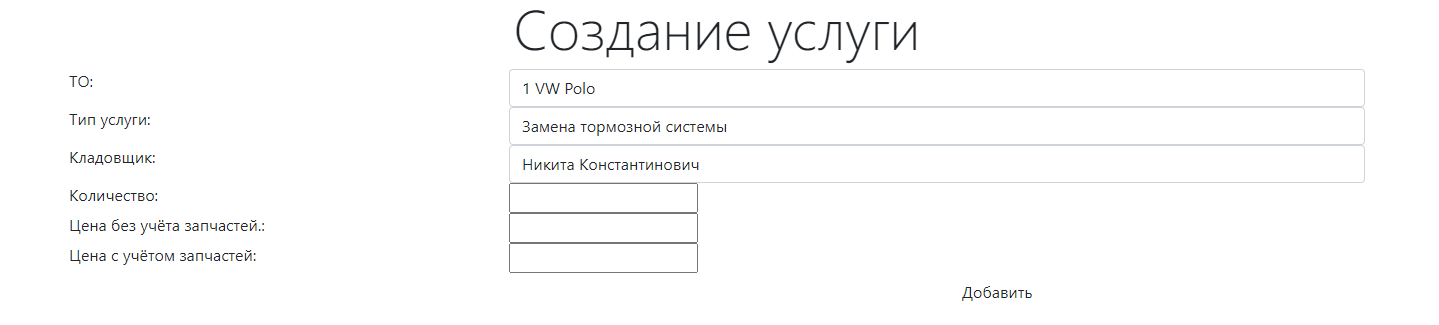 Создание услуги
ТО: 1 VW Polo
Тип услуги: Замена тормозной системы
Кладовщик: Никита Константинович
Количество:
Цена без учёта запчастей.:
Цена с учётом запчастей:
Добавить